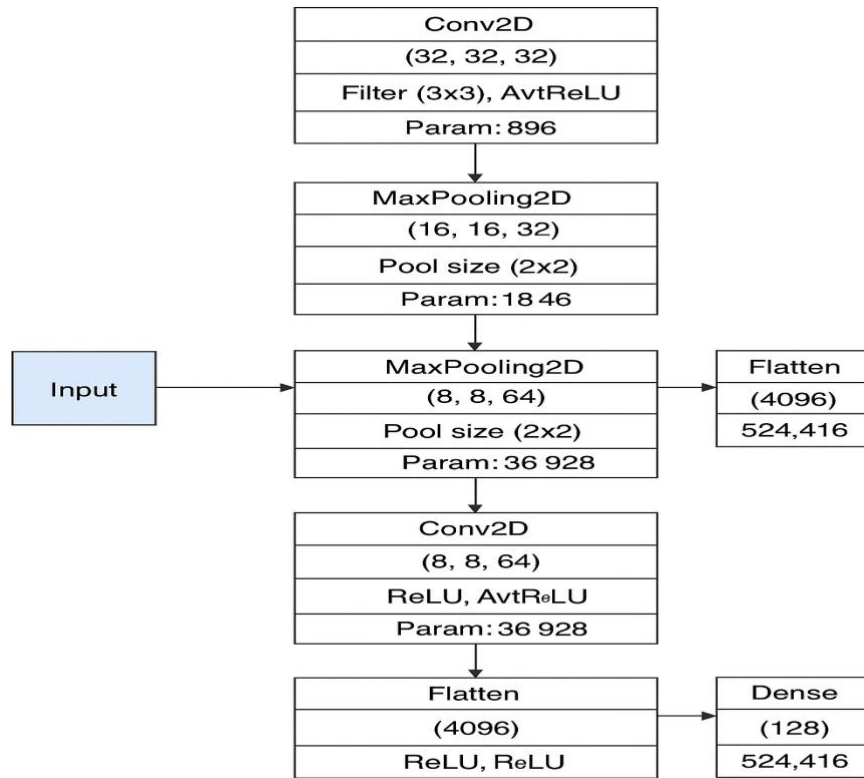 Conv2D
(32, 32, 32)
Filter (3x3), AvtReLU
Param: 896
MaxPooling2D
(16, 16, 32)
Pool size (2x2)
Param: 18 46
Input
MaxPooling2D
(8, 8, 64)
Pool size (2x2)
Param: 36 928
Flatten
(4096)
524,416
Conv2D
(8, 8, 64)
ReLU, AvtReLU
Param: 36 928
Flatten
(4096)
ReLU, ReLU
Dense
(128)
524,416